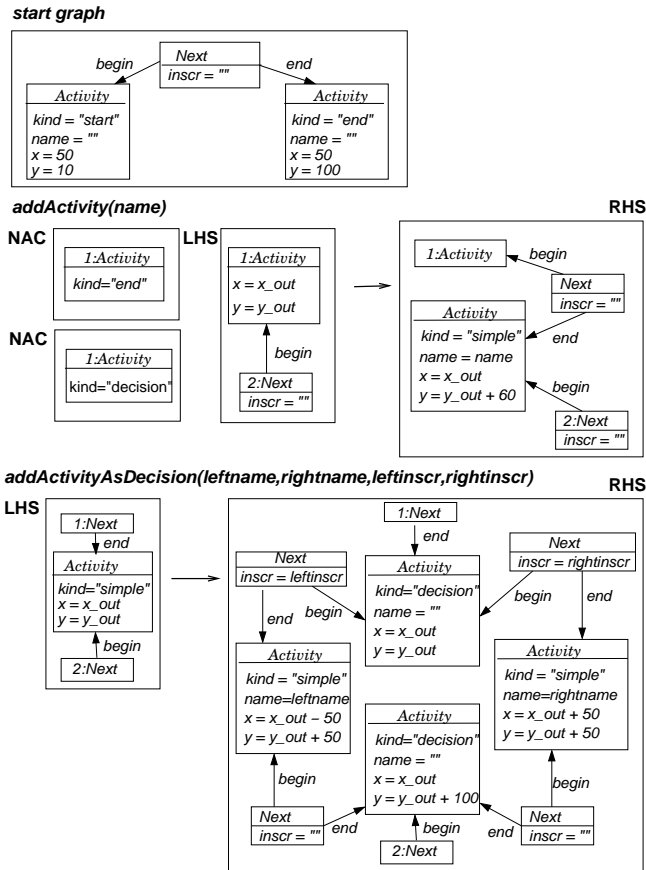 start graph
Next
inscr = ""
begin
end
Activity
kind = "start"
name = ""
x = 50
y = 10
Activity
kind = "end"
name = ""
x = 50
y = 100
addActivity(name)
NAC
1:Activity
kind="end"
NAC
1:Activity
kind="decision"
LHS
1:Activity
x = x_out
y = y_out
begin
2:Next
inscr = ""
RHS
1:Activity
begin
Next
inscr = ""
end
Activity
kind = "simple"
name = name
x = x_out
y = y_out + 60
begin
2:Next
inscr = ""
addActivityAsDecision(leftname,rightname,leftinscr,rightinscr)
LHS
1:Next
end
Activity
kind="simple"
x = x_out
y = y_out
begin
2:Next
RHS
1:Next
end
Next
inscr = leftinscr
begin
end
Activity
kind="decision"
name = ""
x = x_out
y = y_out
Next
inscr = rightinscr
begin
end
Activity
kind = "simple"
name=leftname
x = x_out – 50
y = y_out + 50
Activity
kind="decision"
name = ""
x = x_out
y = y_out + 100
Activity
kind = "simple"
name=rightname
x = x_out + 50
y = y_out + 50
begin
Next
inscr = ""
end
begin
2:Next
begin
end
Next
inscr = ""